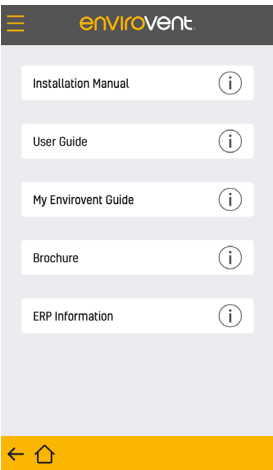 envirovent
Installation Manual
User Guide
My Envirovent Guide
Brochure
ERP Information